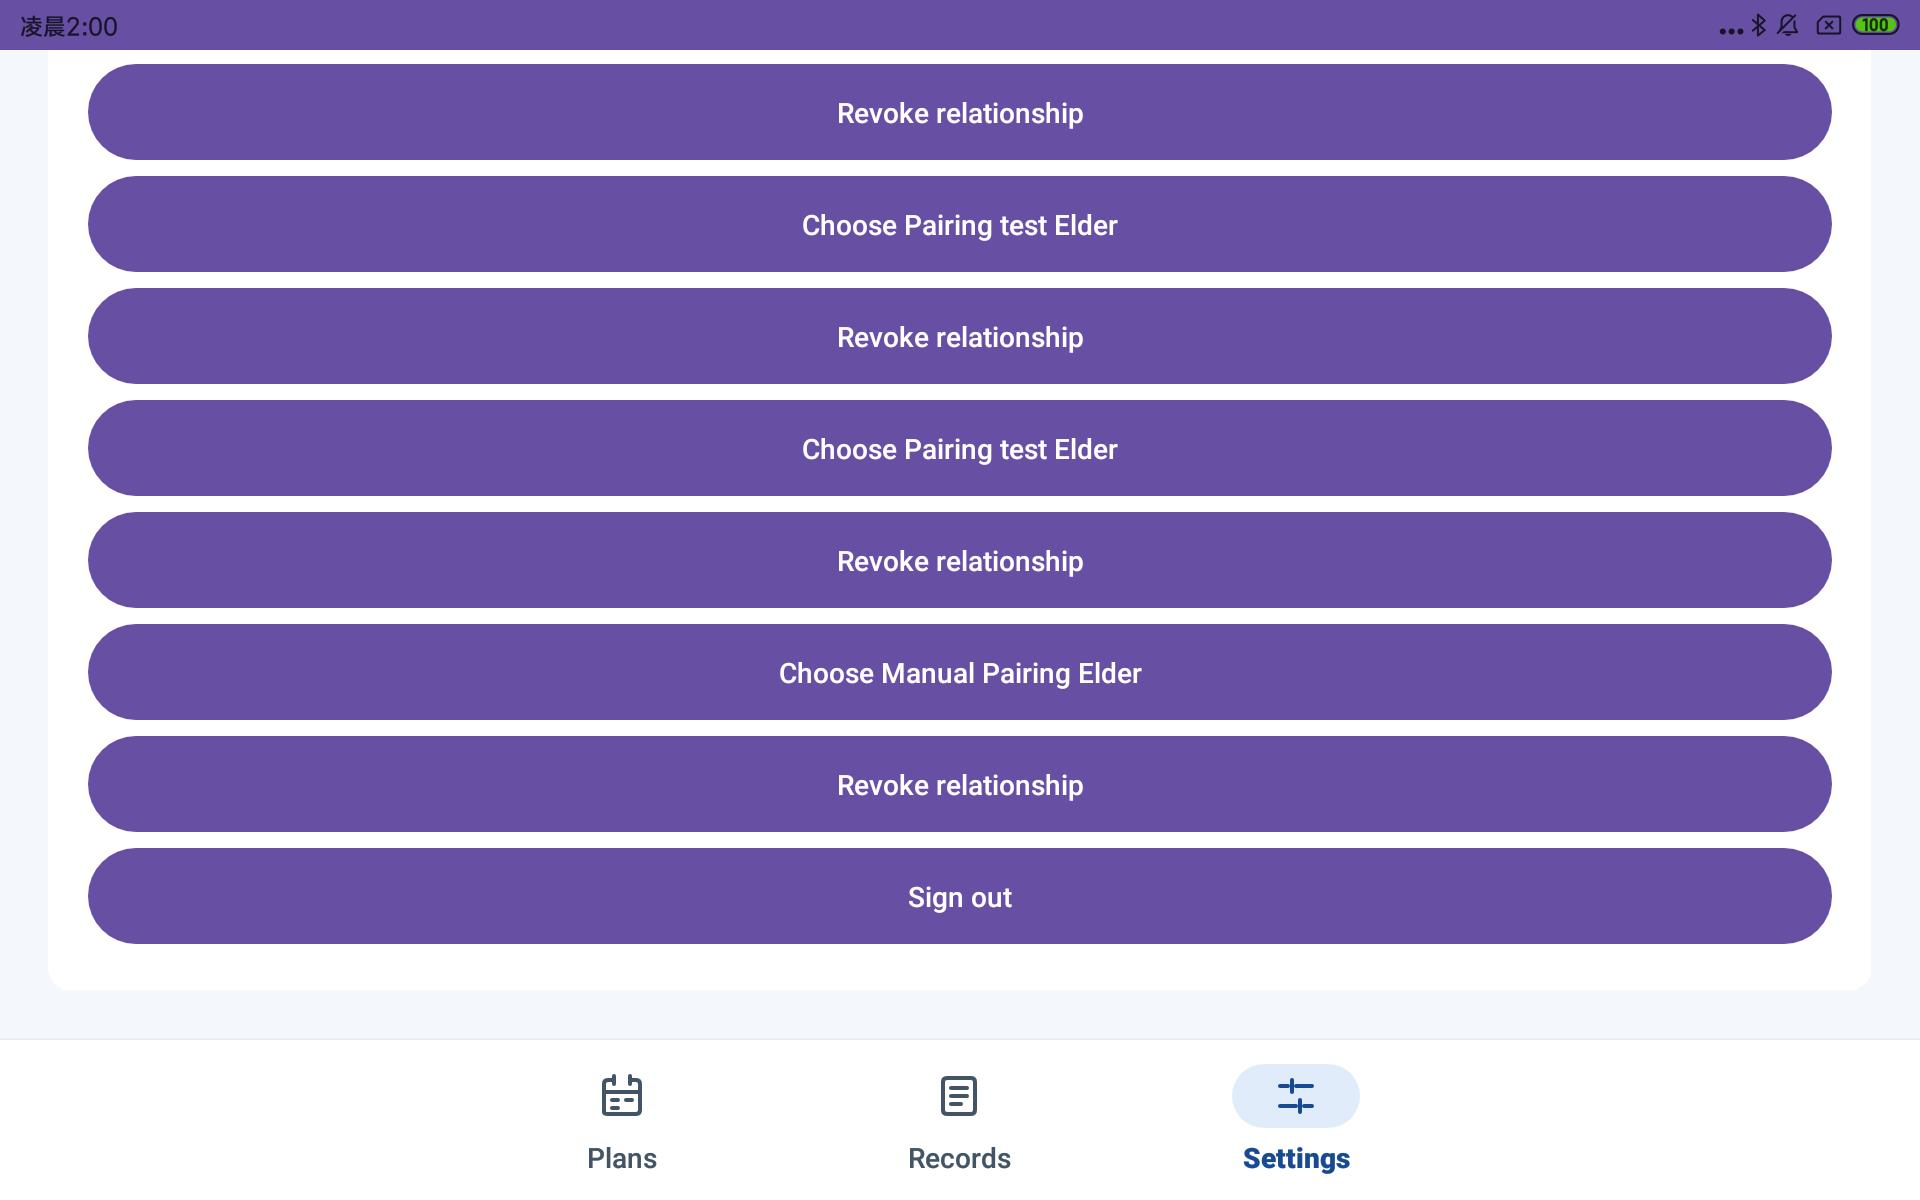 凌晨2:00
100
Revoke relationship
Choose Pairing test Elder
Revoke relationship
Choose Pairing test Elder
Revoke relationship
Choose Manual Pairing Elder
Revoke relationship
Sign out
Plans
Records
Settings